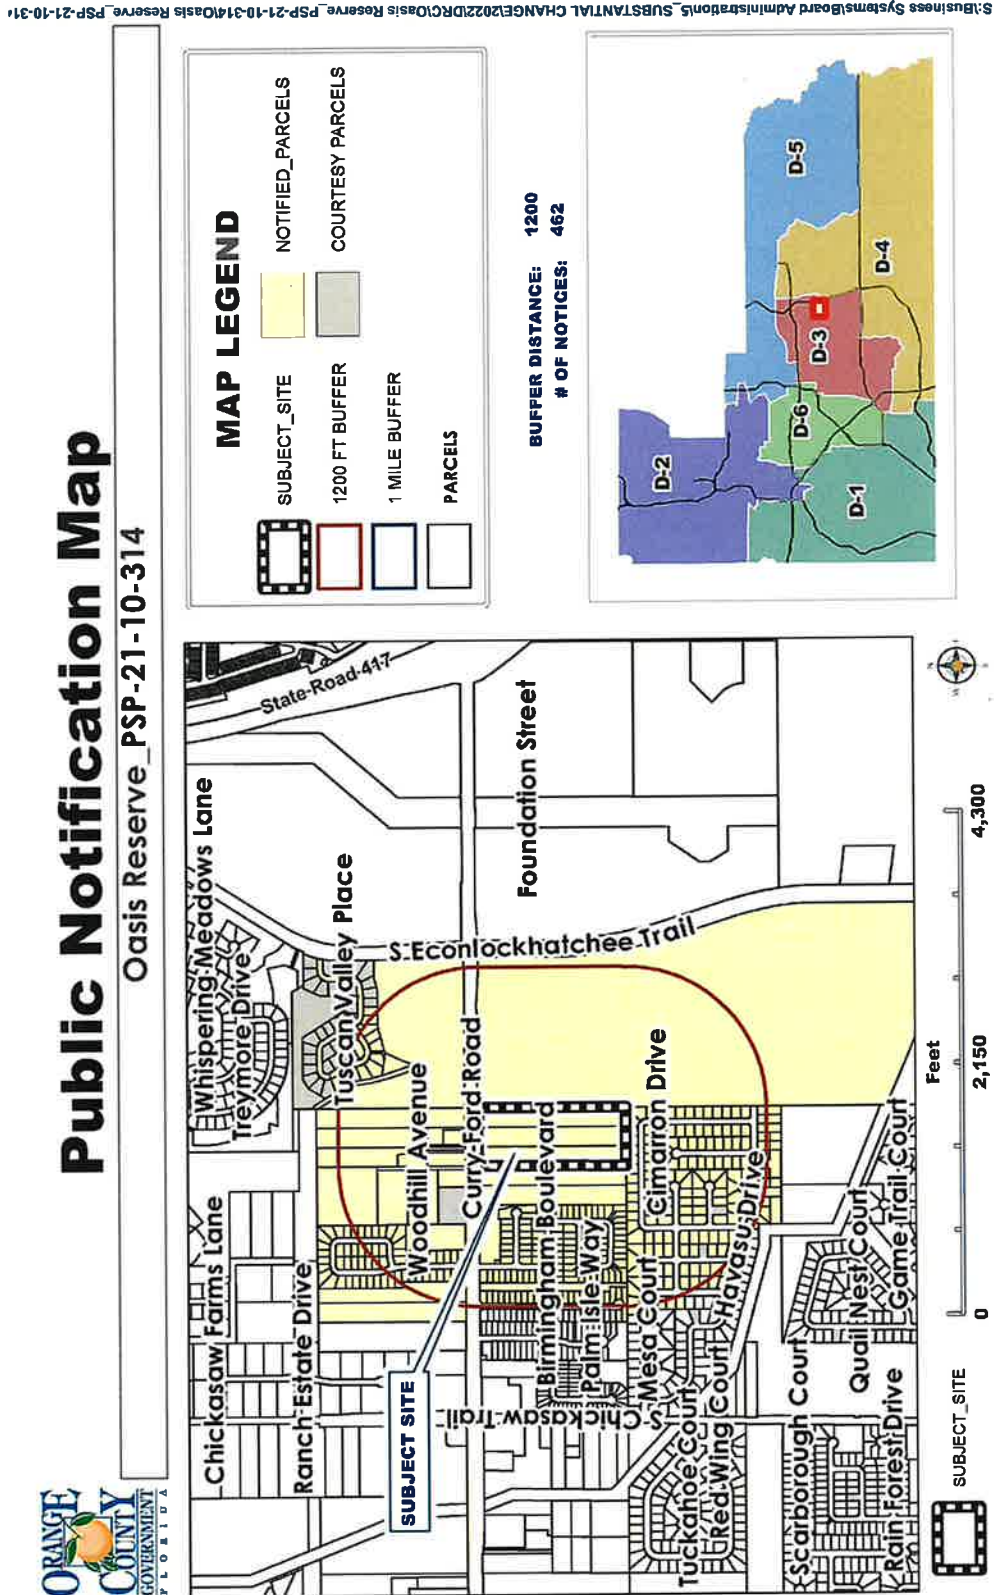 Public Notification Map
Oasis Reserve_PSP-21-10-314
ORANGE
COUNTY
GOVERNMENT
FLORIDA
Chickasaw Farms Lane
Whispering Meadows Lane
Treymore Drive
Ranch Estate Drive
Tuscan Valley Place
State Road 417
SUBJECT SITE
Woodhill Avenue
S Econlockhatchee Trail
S Chickasaw Trail
Curry Ford Road
Foundation Street
Birmingham Boulevard
Palm Isle Way
Mesa Court
Cimarron Drive
Tuckahoe Court
Red Wing Court
Havasu Drive
Scarborough Court
Quail Nest Court
Rain Forest Drive
Game Trail Court
SUBJECT_SITE
Feet
0 2,150 4,300
N
MAP LEGEND
SUBJECT_SITE
NOTIFIED_PARCELS
1200 FT BUFFER
COURTESY PARCELS
1 MILE BUFFER
PARCELS
BUFFER DISTANCE: 1200
# OF NOTICES: 462
D-2
D-5
D-6
D-3
D-1
D-4
S:\Business Systems\Board Administration\5_SUBSTANTIAL CHANGE\2022\DRC\Oasis Reserve_PSP-21-10-314\Oasis Reserve_PSP-21-10-31